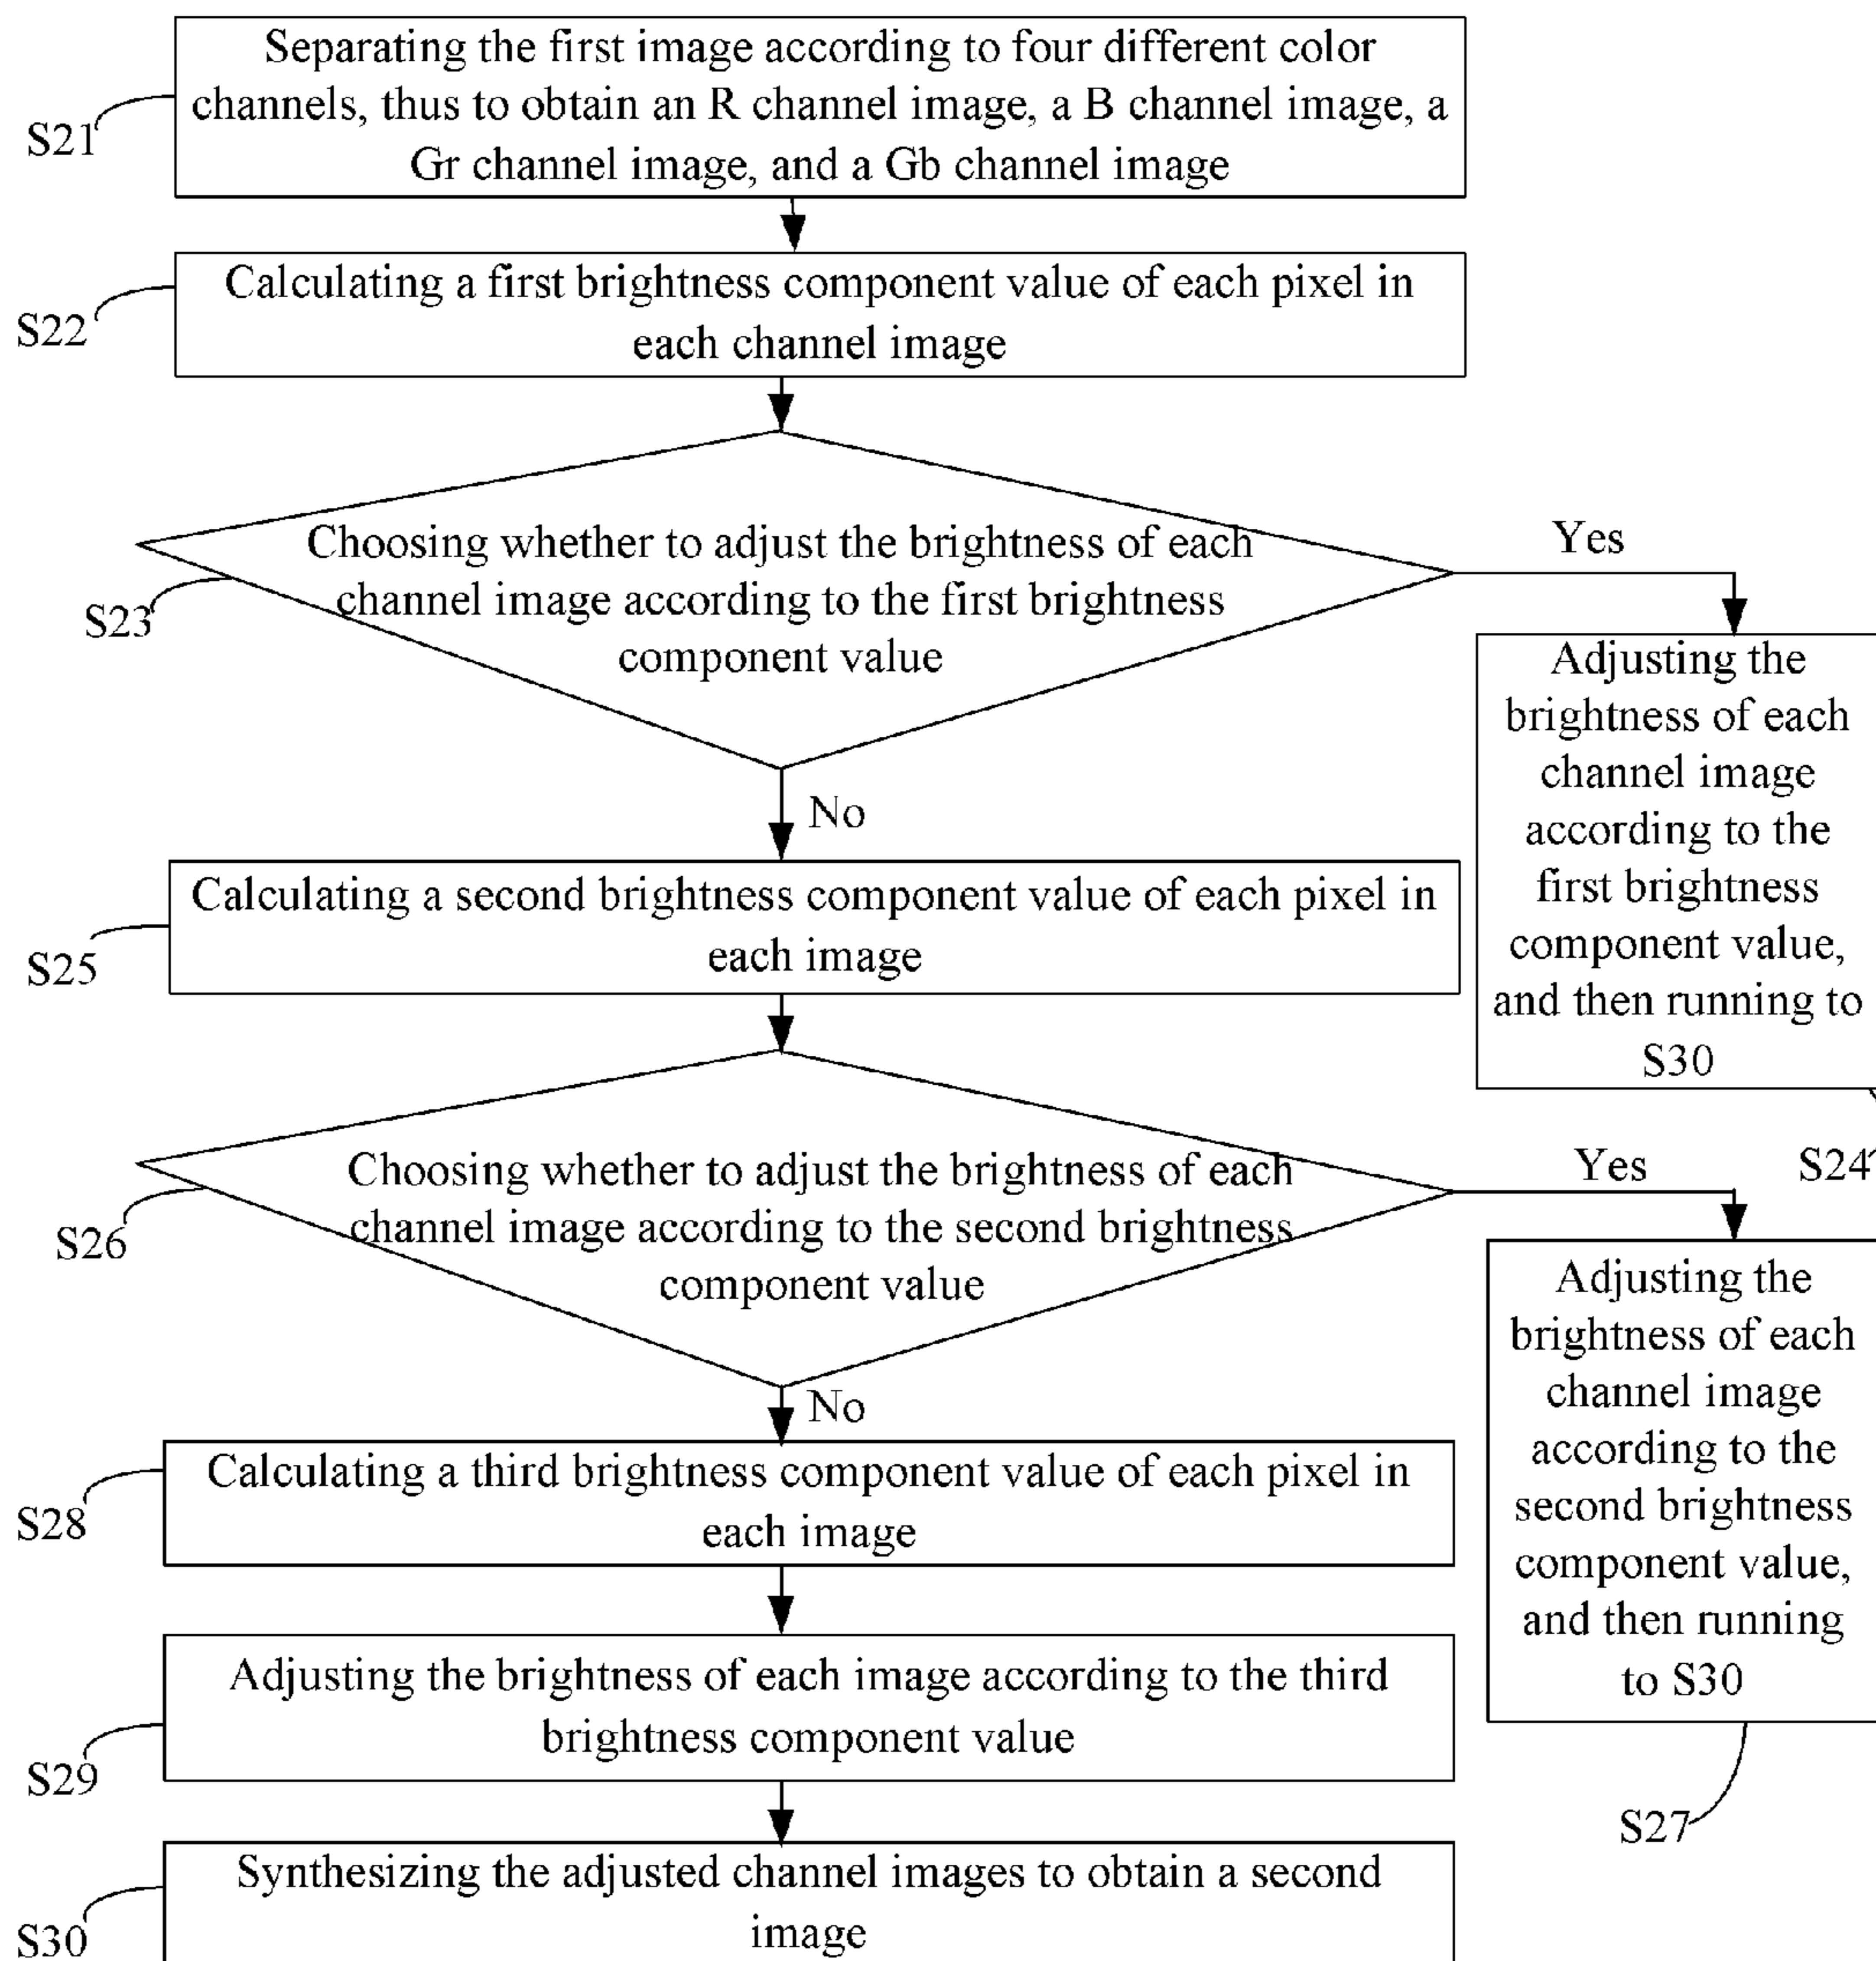 Separating the first image according to four different color
channels, thus to obtain an R channel image, a B channel image, a
Gr channel image, and a Gb channel image
S21
Calculating a first brightness component value of each pixel in
each channel image
S22
Choosing whether to adjust the brightness of each
channel image according to the first brightness
component value
S23
Yes
Adjusting the
brightness of each
channel image
according to the
first brightness
component value,
and then running to
S30
S24
No
Calculating a second brightness component value of each pixel in
each image
S25
Choosing whether to adjust the brightness of each
channel image according to the second brightness
component value
S26
Yes
Adjusting the
brightness of each
channel image
according to the
second brightness
component value,
and then running
to S30
S27
No
Calculating a third brightness component value of each pixel in
each image
S28
Adjusting the brightness of each image according to the third
brightness component value
S29
Synthesizing the adjusted channel images to obtain a second
image
S30